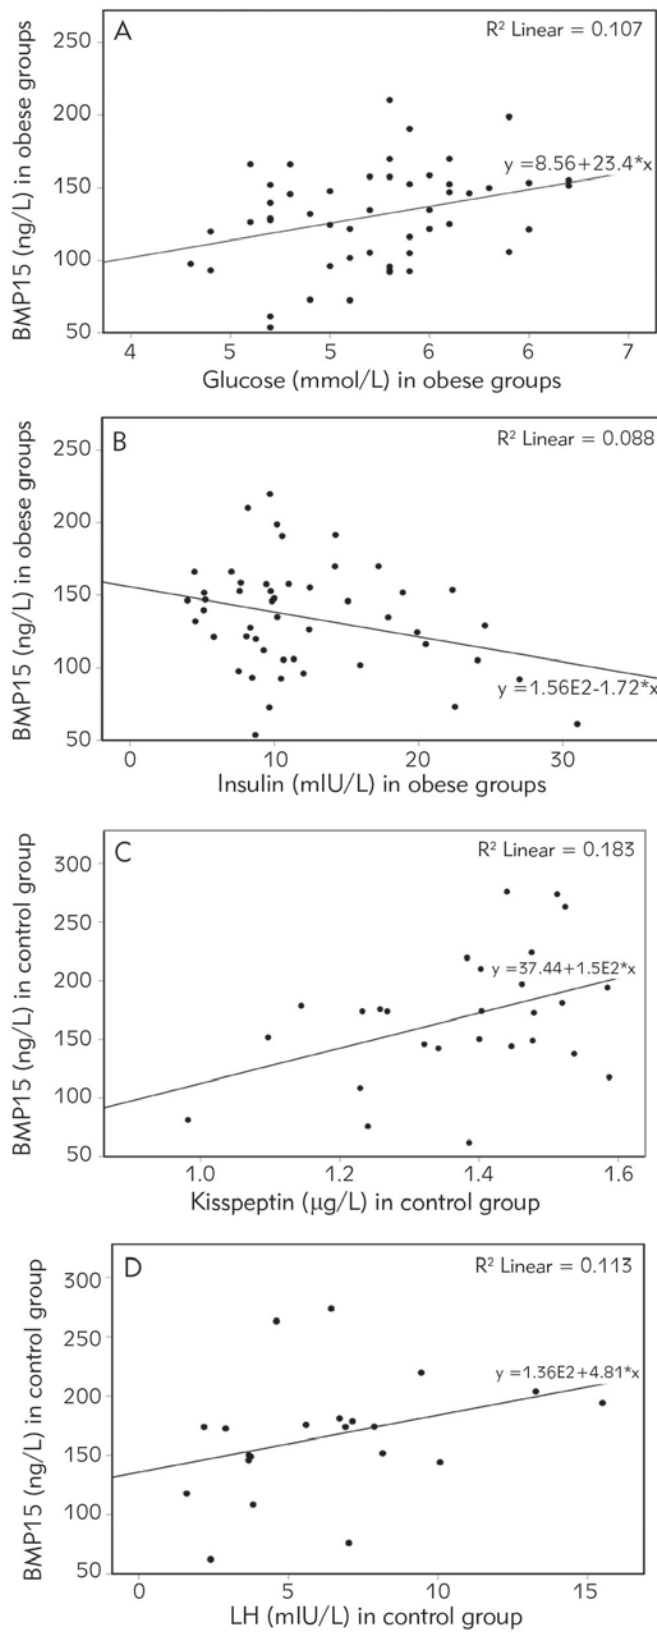 A
R² Linear = 0.107
BMP15 (ng/L) in obese groups
250
200
150
100
50
y =8.56+23.4*x
4 5 5 6 6 7
Glucose (mmol/L) in obese groups
B
R² Linear = 0.088
BMP15 (ng/L) in obese groups
250
200
150
100
50
y =1.56E2-1.72*x
0 10 20 30
Insulin (mIU/L) in obese groups
C
R² Linear = 0.183
BMP15 (ng/L) in control group
300
250
200
150
100
50
y =37.44+1.5E2*x
1.0 1.2 1.4 1.6
Kisspeptin (µg/L) in control group
D
R² Linear = 0.113
BMP15 (ng/L) in control group
300
250
200
150
100
50
y =1.36E2+4.81*x
0 5 10 15
LH (mIU/L) in control group